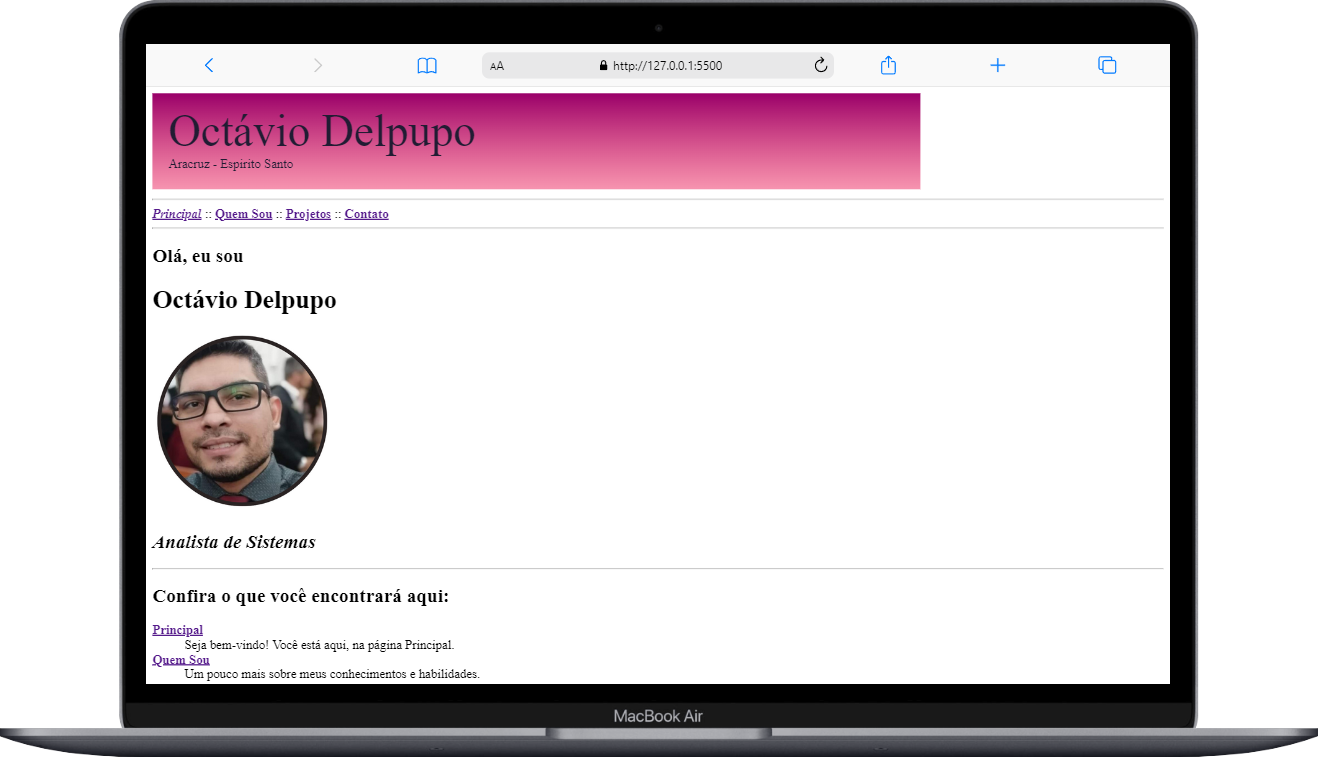 AA http://127.0.0.1:5500
Octávio Delpupo
Aracruz - Espirito Santo
Principal :: Quem Sou :: Projetos :: Contato
Olá, eu sou
Octávio Delpupo
Analista de Sistemas
Confira o que você encontrará aqui:
Principal
Seja bem-vindo! Você está aqui, na página Principal.
Quem Sou
Um pouco mais sobre meus conhecimentos e habilidades.
MacBook Air